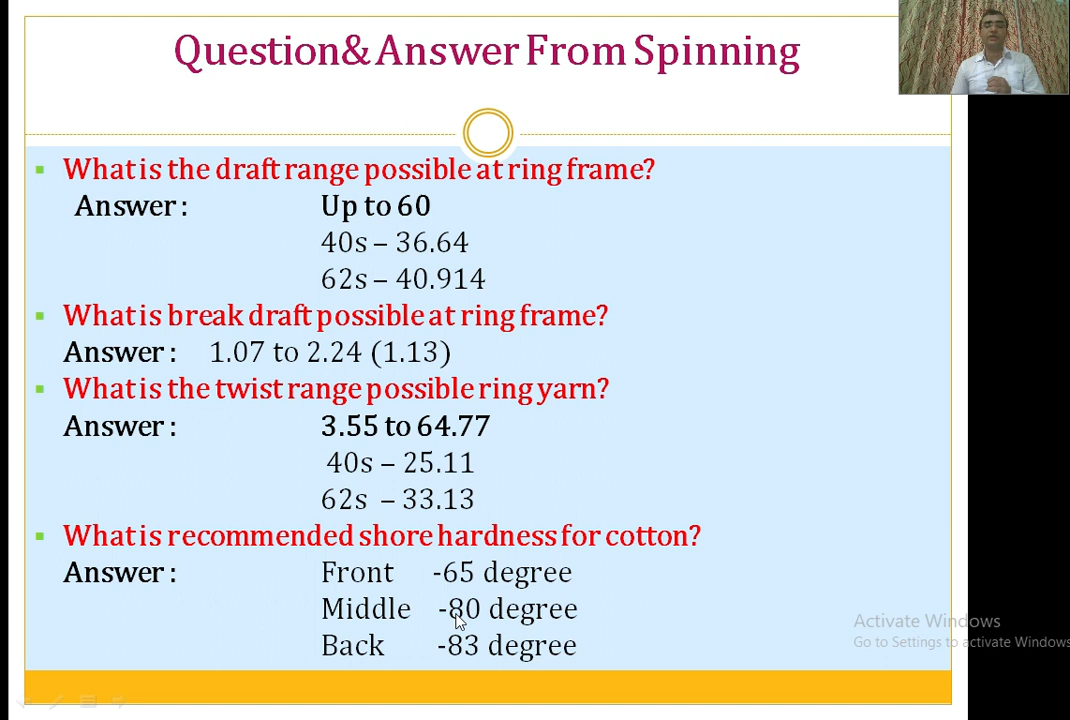 Question& Answer From Spinning
What is the draft range possible at ring frame?
Answer : Up to 60
40s – 36.64
62s – 40.914
What is break draft possible at ring frame?
Answer : 1.07 to 2.24 (1.13)
What is the twist range possible ring yarn?
Answer : 3.55 to 64.77
40s – 25.11
62s – 33.13
What is recommended shore hardness for cotton?
Answer : Front -65 degree
Middle -80 degree
Back -83 degree
Activate Windows
Go to Settings to activate Windows